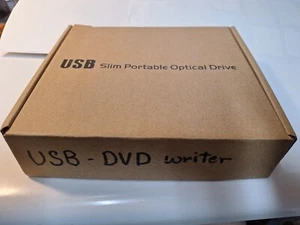 USB Slim Portable Optical Drive
USB - DVD writer